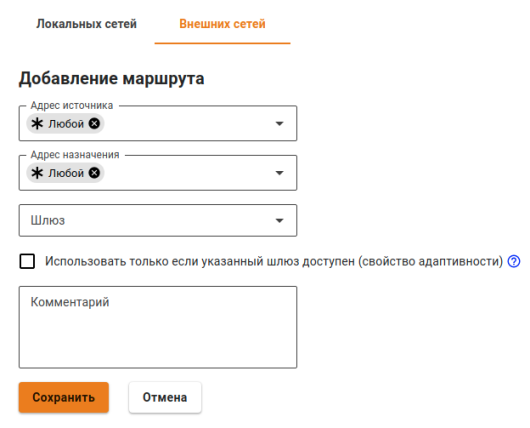 Локальных сетей
Внешних сетей
Добавление маршрута
Адрес источника
Любой
Адрес назначения
Любой
Шлюз
Использовать только если указанный шлюз доступен (свойство адаптивности) ?
Комментарий
Сохранить
Отмена